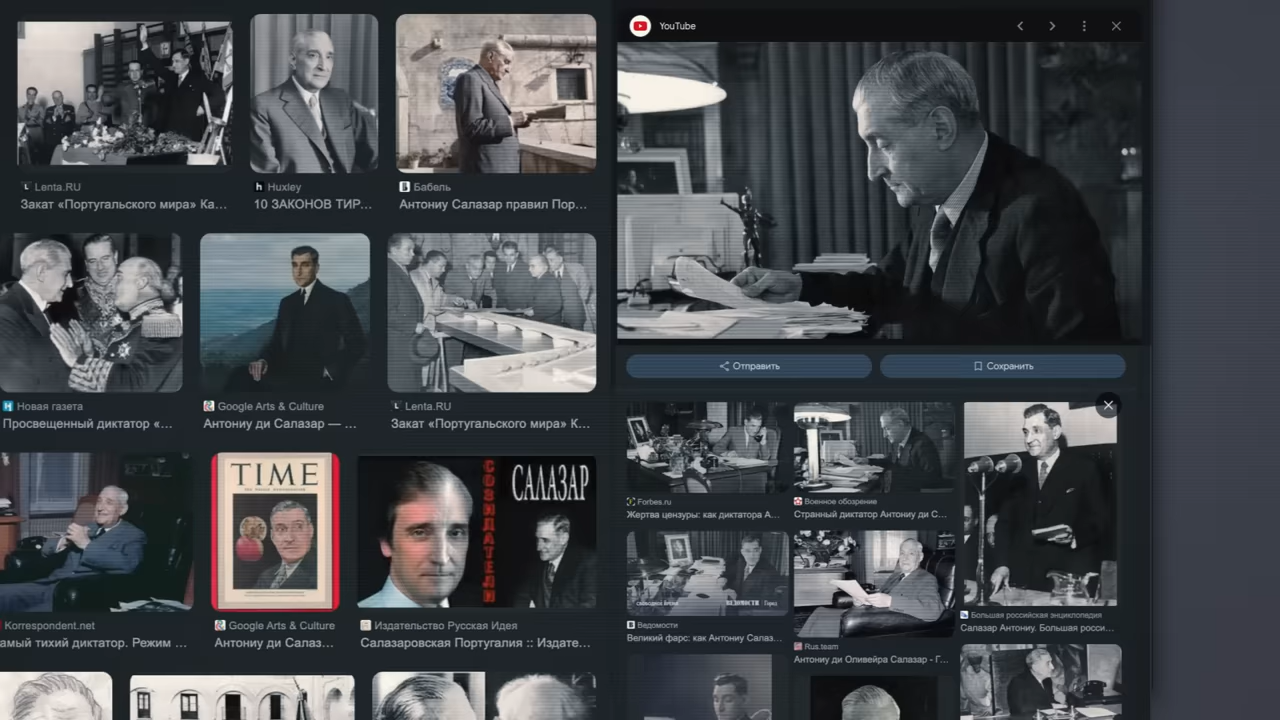 YouTube
Lenta.RU
Закат «Португальского мира» Ка...
Huxley
10 ЗАКОНОВ ТИР...
Бабель
Антониу Салазар правил Пор...
Отправить
Сохранить
Новая газета
Просвещенный диктатор «...
Google Arts & Culture
Антониу ди Салазар — ...
Lenta.RU
Закат «Португальского мира» К...
TIME
СОЗИДАТЕЛИ
САЛАЗАР
Forbes.ru
Жертва цензуры: как диктатора А...
Военное обозрение
Странный диктатор Антониу ди С...
ВЕДОМОСТИ Город
Большая российская энциклопедия
Салазар Антониу. Большая росси...
Ведомости
Великий фарс: как Антониу Салаз...
Rus.team
Антониу ди Оливейра Салазар - Г...
Korrespondent.net
амый тихий диктатор. Режим ...
Google Arts & Culture
Антониу ди Салаз...
Издательство Русская Идея
Салазаровская Португалия :: Издате...